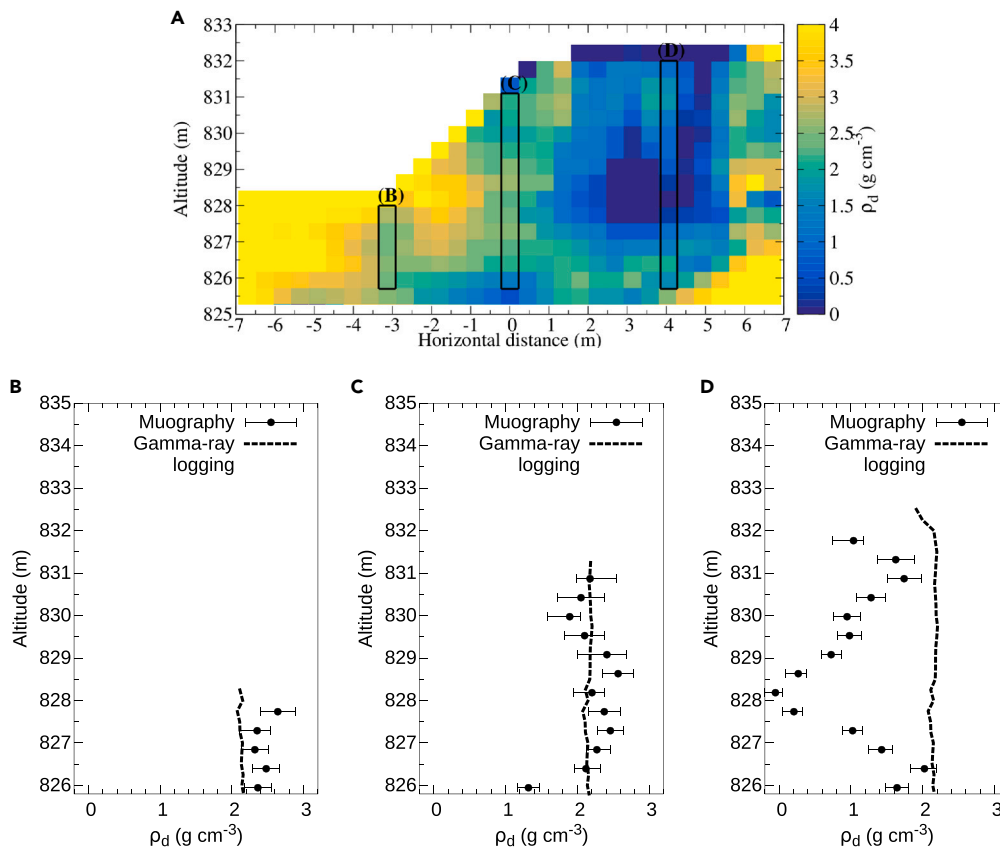 A
833
832
831
830
829
828
827
826
825
Altitude (m)
-7 -6 -5 -4 -3 -2 -1 0 1 2 3 4 5 6 7
Horizontal distance (m)
(B)
(C)
(D)
4
3.5
3
2.5
2
1.5
1
0.5
0
ρd (g cm-3)
B
835
834
833
832
831
830
829
828
827
826
Altitude (m)
Muography
Gamma-ray
logging
0 1 2 3
ρd (g cm-3)
C
835
834
833
832
831
830
829
828
827
826
Altitude (m)
Muography
Gamma-ray
logging
0 1 2 3
ρd (g cm-3)
D
835
834
833
832
831
830
829
828
827
826
Altitude (m)
Muography
Gamma-ray
logging
0 1 2 3
ρd (g cm-3)